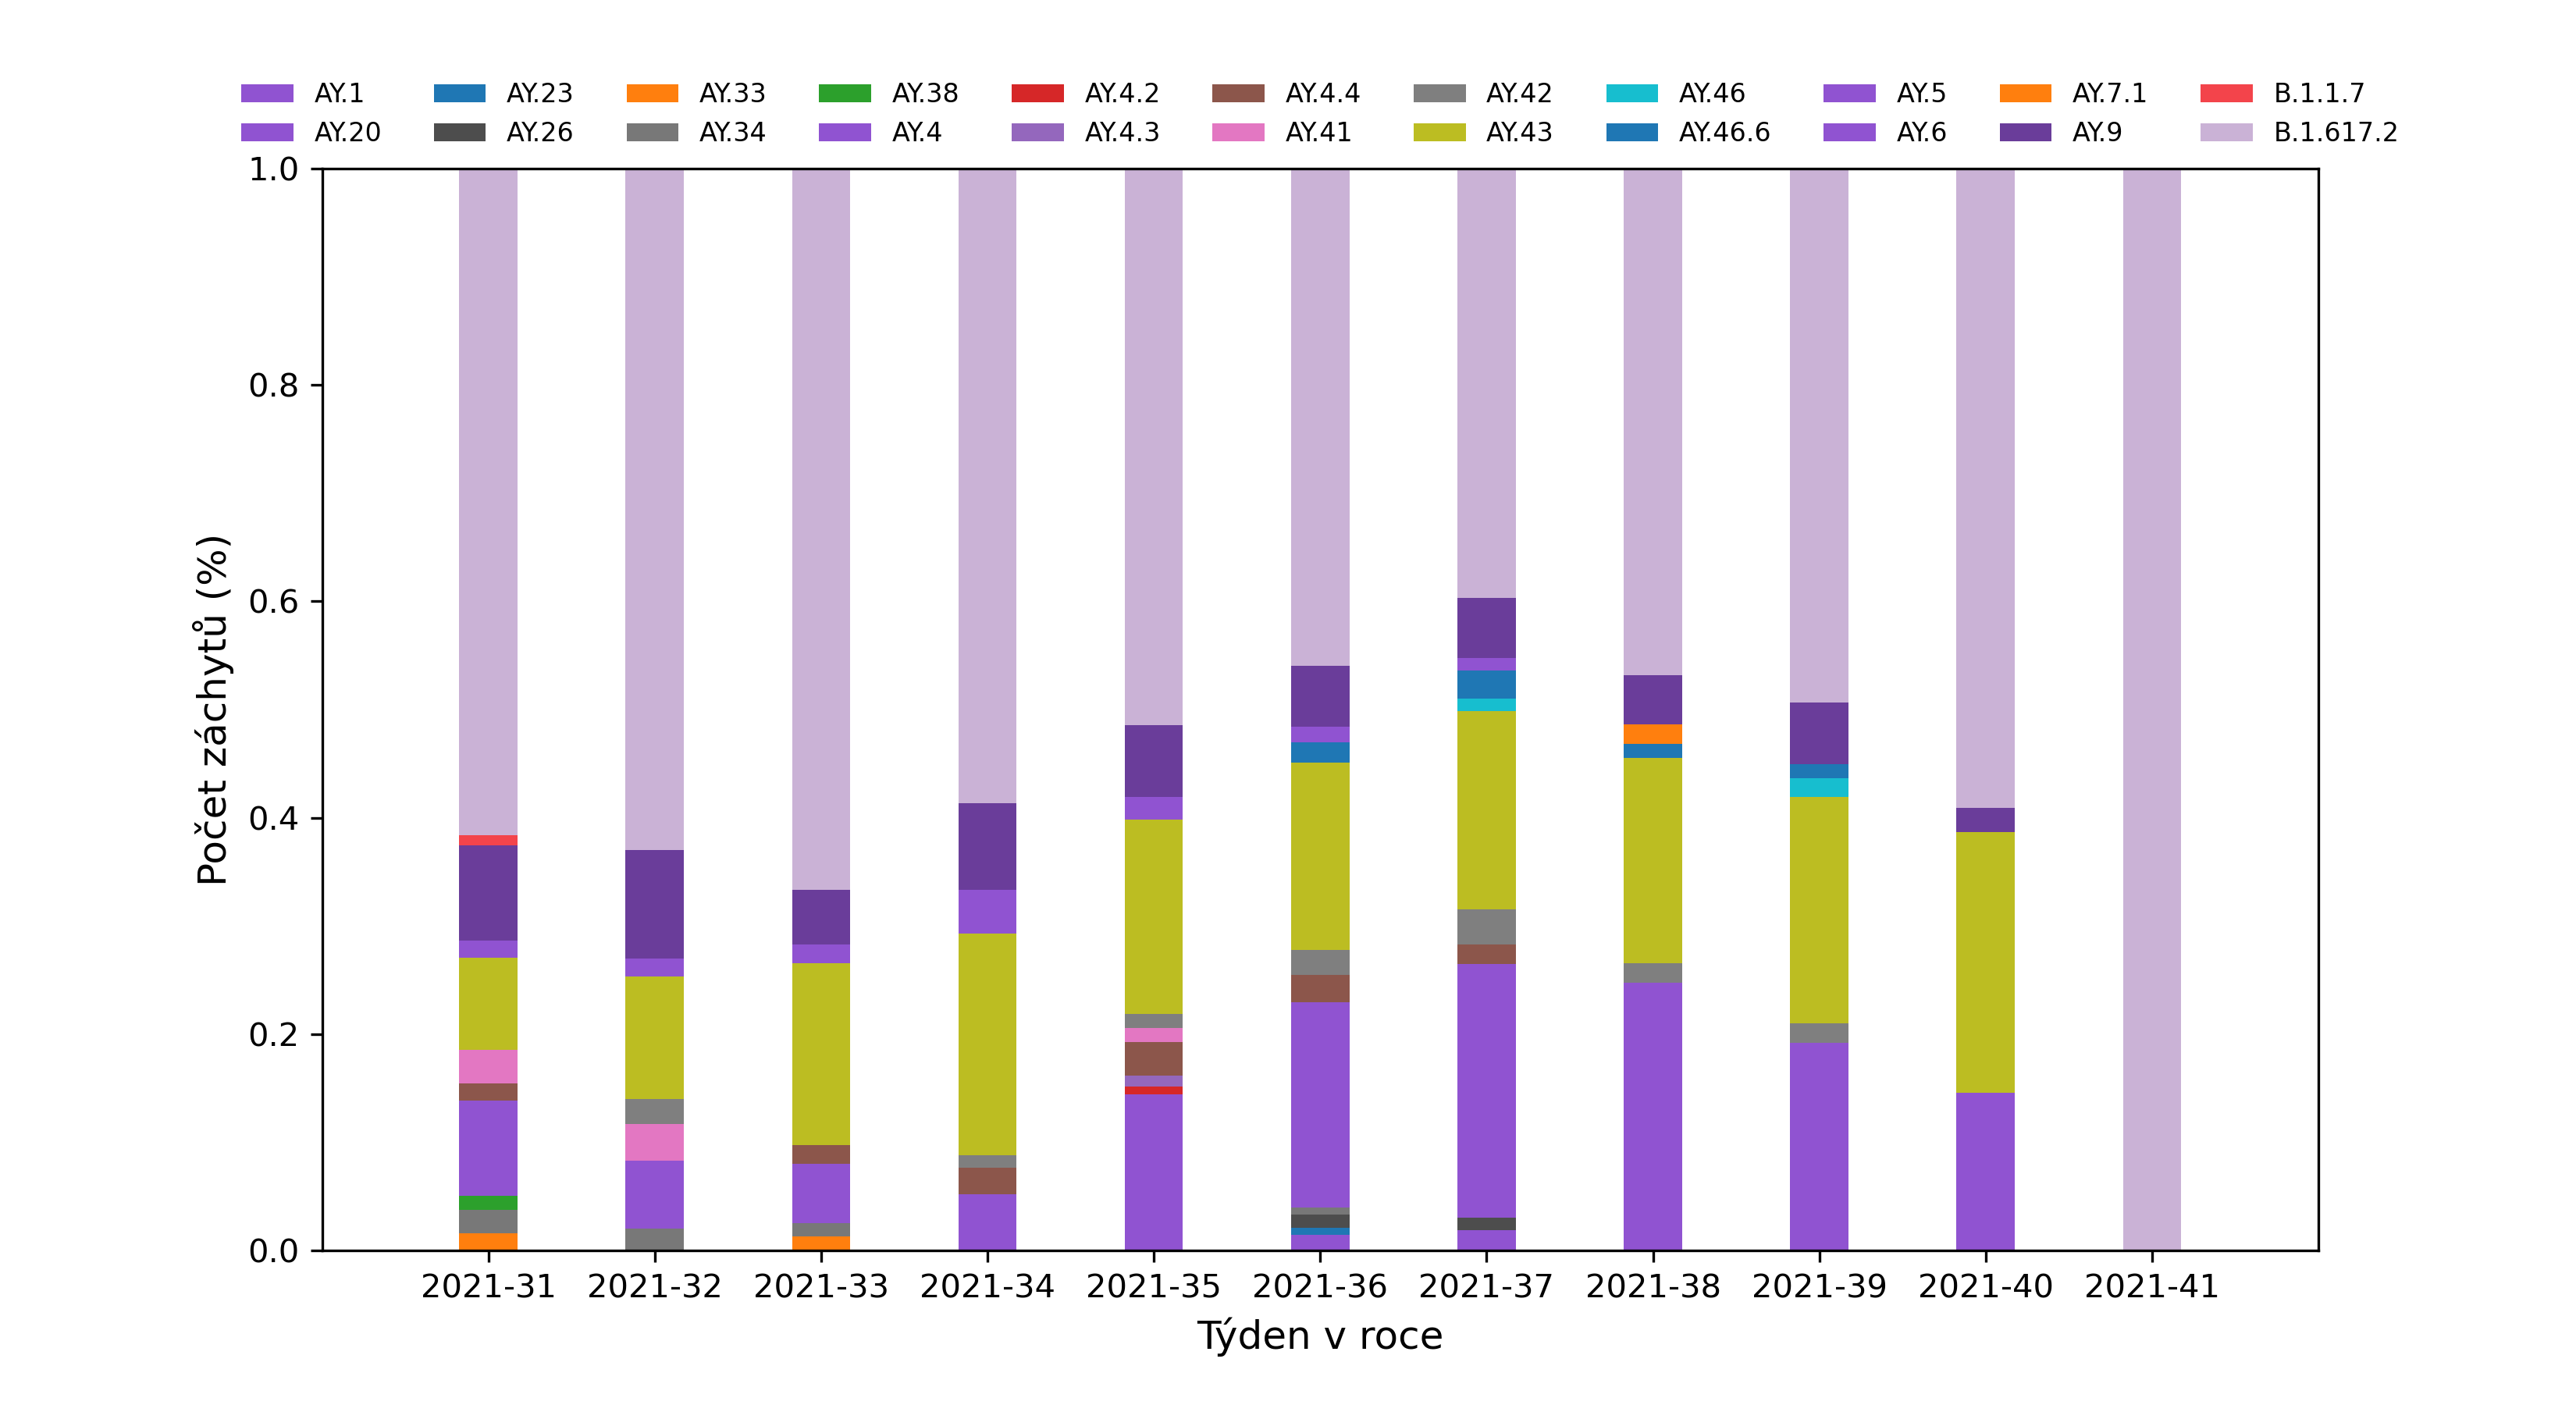 AY.1 AY.23 AY.33 AY.38 AY.4.2 AY.4.4 AY.42 AY.46 AY.5 AY.7.1 B.1.1.7
AY.20 AY.26 AY.34 AY.4 AY.4.3 AY.41 AY.43 AY.46.6 AY.6 AY.9 B.1.617.2
1.0
0.8
0.6
0.4
0.2
0.0
Počet záchytů (%)
2021-31 2021-32 2021-33 2021-34 2021-35 2021-36 2021-37 2021-38 2021-39 2021-40 2021-41
Týden v roce